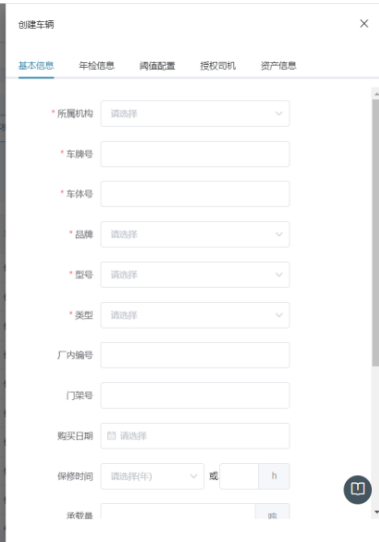 创建车辆
基本信息 年检信息 阈值配置 授权司机 资产信息
* 所属机构 请选择
* 车牌号
* 车体号
* 品牌 请选择
* 型号 请选择
* 类型 请选择
厂内编号
门架号
购买日期 请选择
保修时间 请选择(年) 或 h
承载量 吨